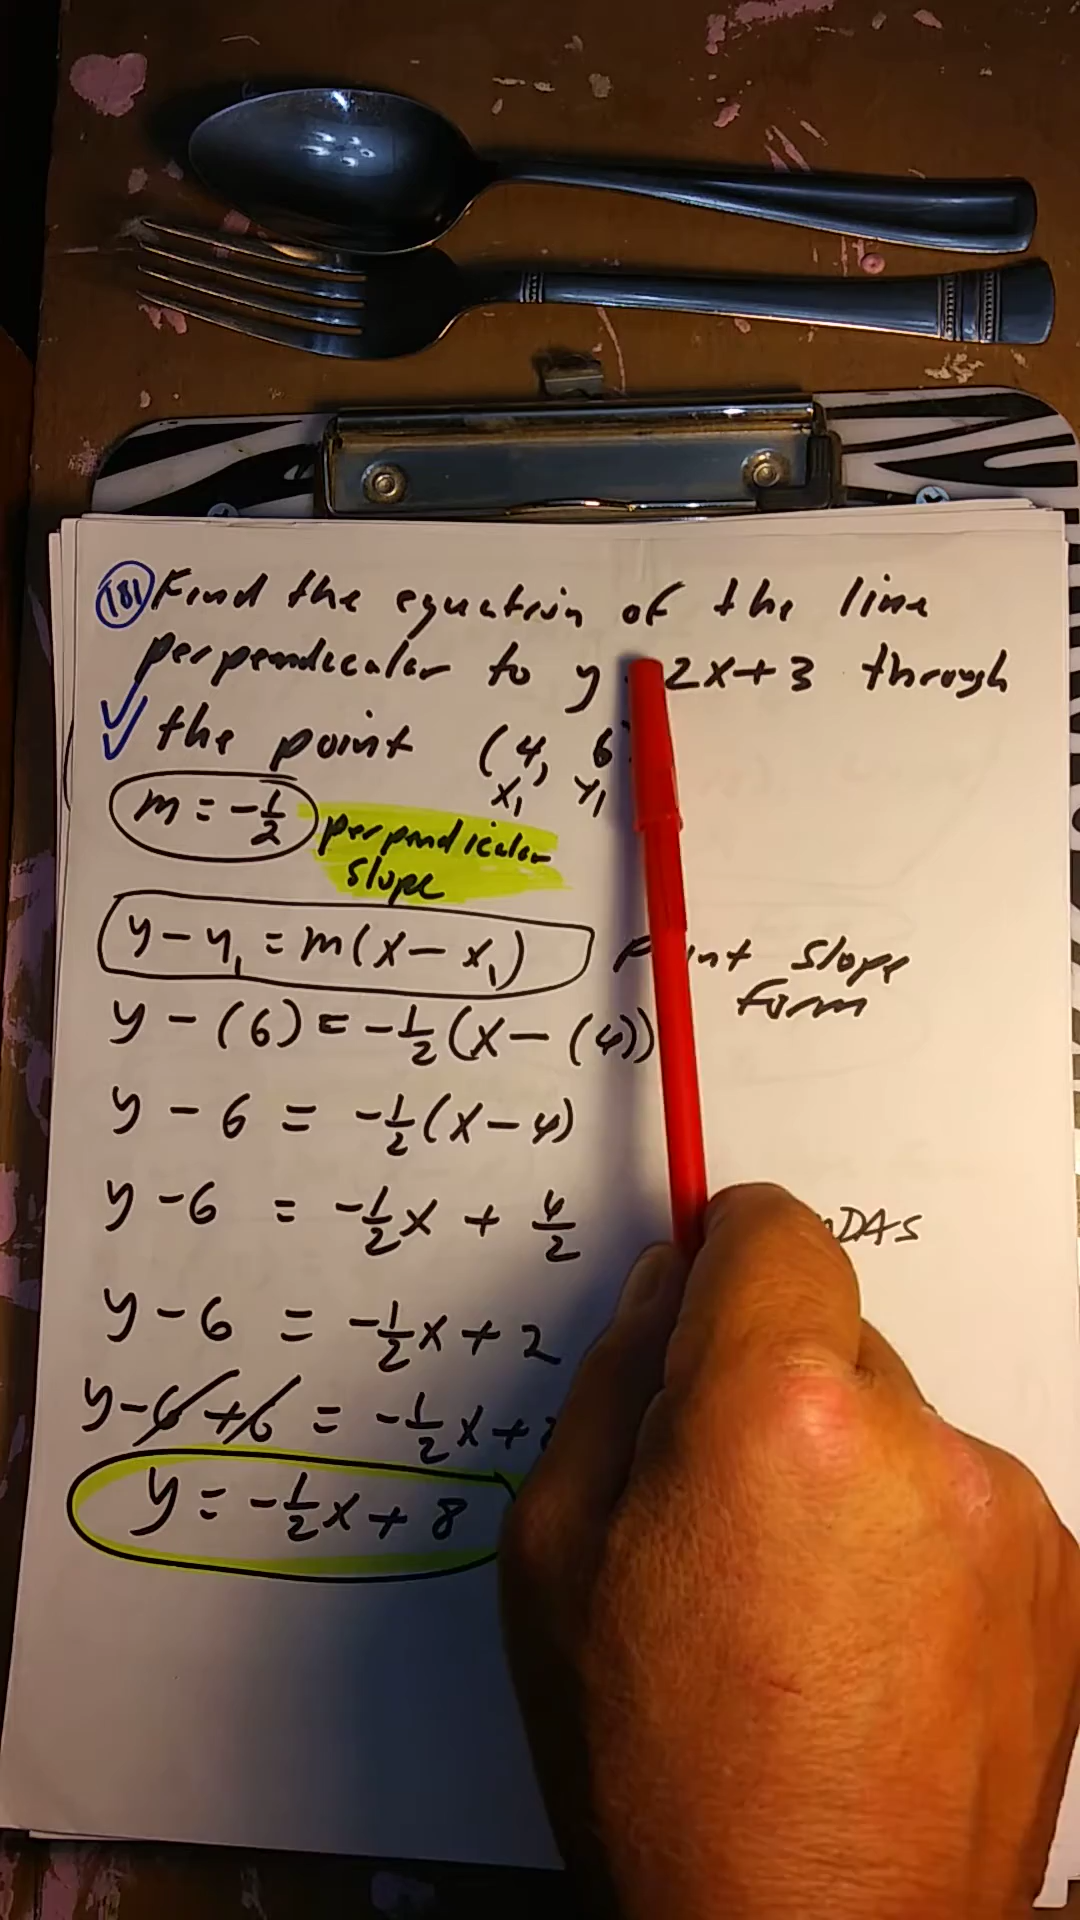 181 Find the equation of the line
perpendicular to y 2x+3 through
the point (4, 6
x₁ y₁
m = -1/2 perpendicular
slope
y - y₁ = m(x - x₁) slope
form
y - (6) = -1/2(x - (4))
y - 6 = -1/2(x - 4)
y - 6 = -1/2x + 4/2 DAS
y - 6 = -1/2x + 2
y - 6 + 6 = -1/2x +
y = -1/2x + 8